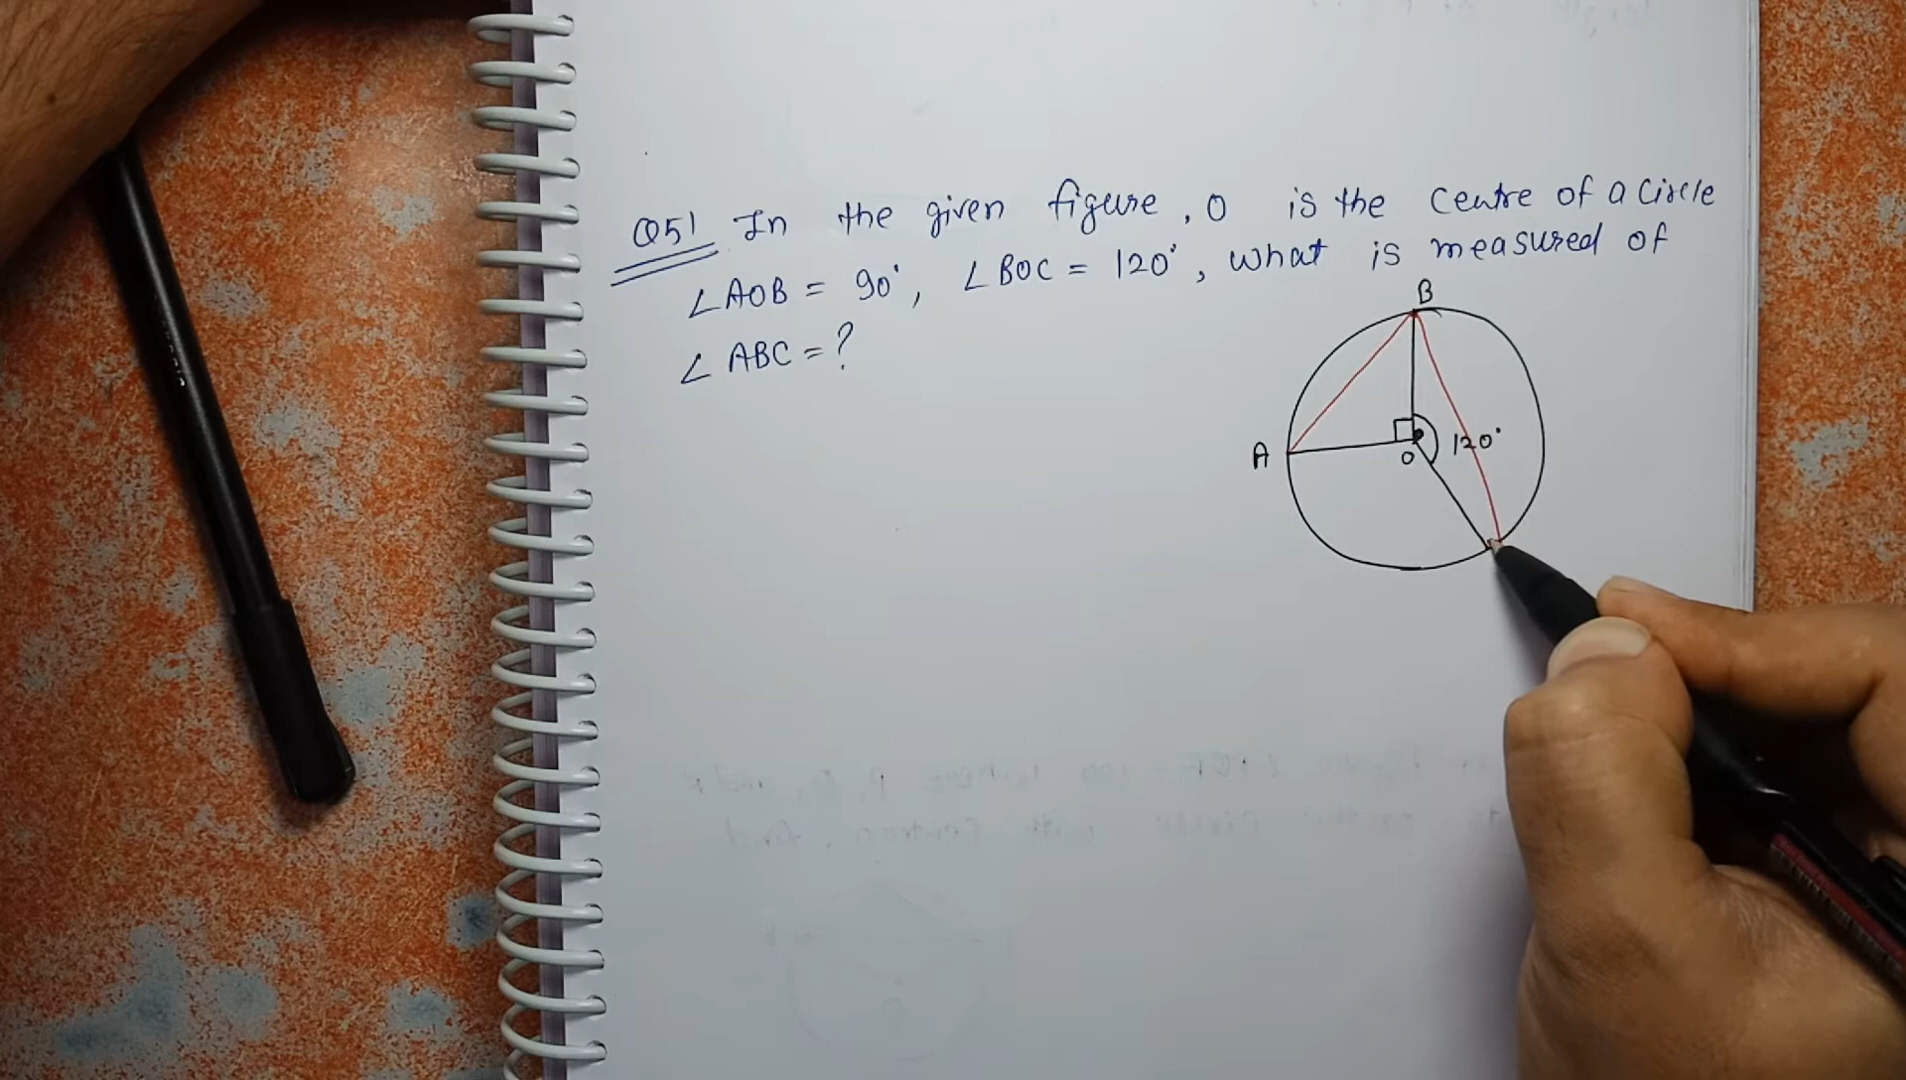 Q51 In the given figure, O is the centre of a circle
∠AOB = 90°, ∠BOC = 120°, what is measured of
∠ABC = ?
B
A
O
120°